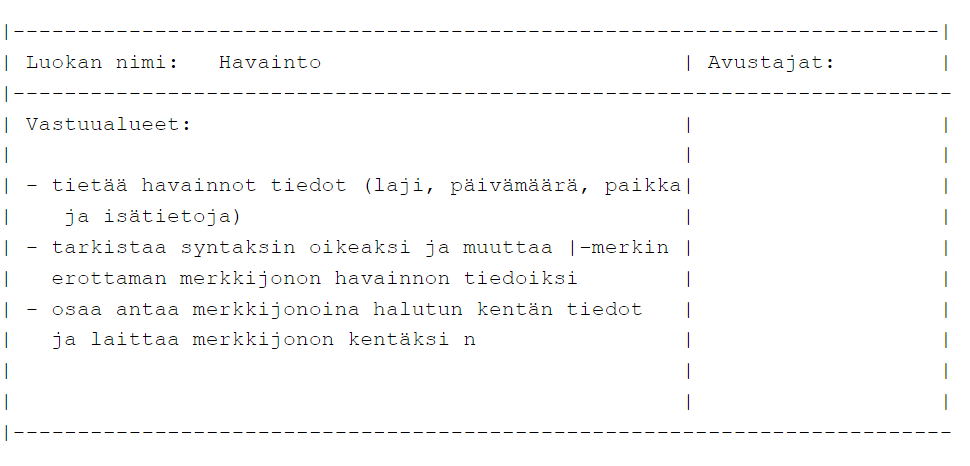 |------------------------------------------------------------------------|
| Luokan nimi:   Havainto                            | Avustajat:        |
|-------------------------------------------------------------------------
| Vastuualueet:                                      |                   |
|                                                    |                   |
| - tietää havainnot tiedot (laji, päivämäärä, paikka|                   |
|    ja isätietoja)                                  |                   |
| - tarkistaa syntaksin oikeaksi ja muuttaa |-merkin |                   |
|   erottaman merkkijonon havainnon tiedoiksi        |                   |
| - osaa antaa merkkijonoina halutun kentän tiedot   |                   |
|   ja laittaa merkkijonon kentäksi n                |                   |
|                                                    |                   |
|                                                    |                   |
|-------------------------------------------------------------------------